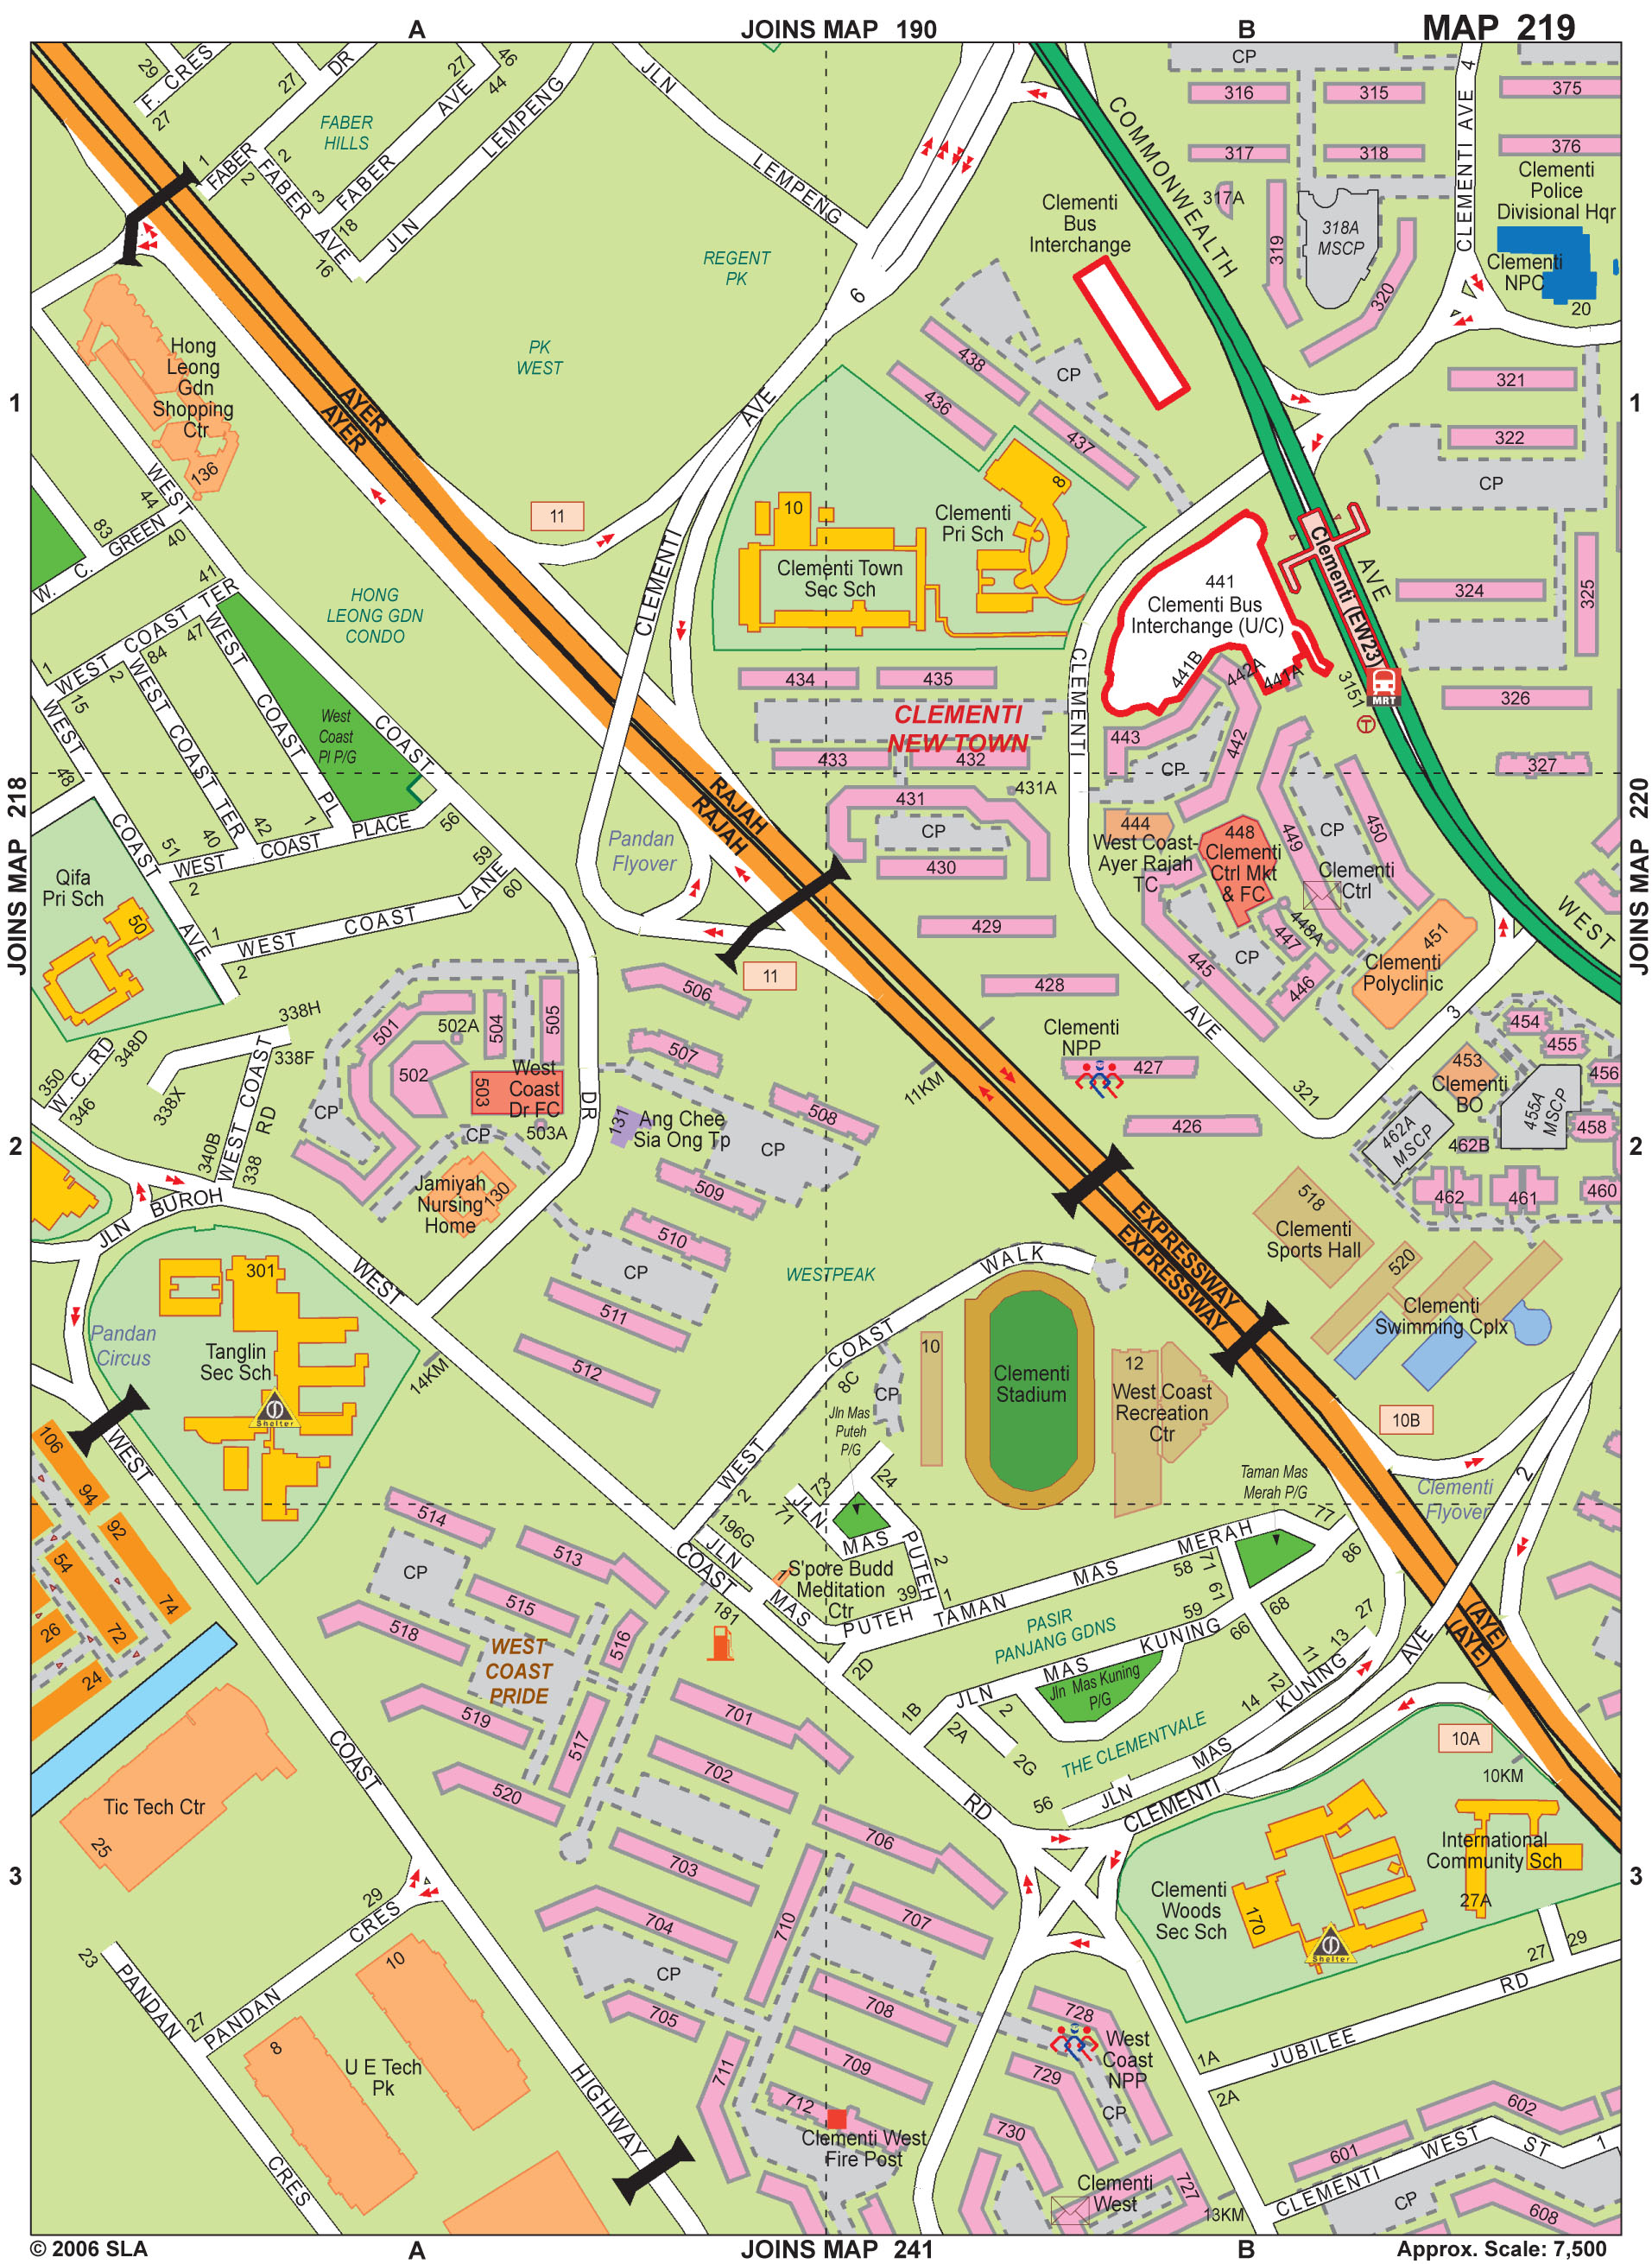 A
JOINS MAP 190
B
MAP 219
29
F. CRES
27
27
DR
27
46
44
AVE
JLN
LEMPENG
FABER
HILLS
1
FABER
2
2
FABER
AVE
3
18
16
FABER
JLN
LEMPENG
LEMPENG
COMMONWEALTH
CP
316
315
317
318
317A
319
318A
MSCP
320
CLEMENTI AVE 4
375
376
Clementi
Police
Divisional Hqr
Clementi
NPC
20
Clementi
Bus
Interchange
REGENT
PK
6
PK
WEST
AVE
438
436
437
CP
321
322
CP
1
1
Hong
Leong
Gdn
Shopping
Ctr
136
AYER
AYER
WEST
44
83
W. C. GREEN
40
41
11
10
Clementi Town
Sec Sch
Clementi
Pri Sch
8
CLEMENTI
441
Clementi Bus
Interchange (U/C)
441B
442A
441A
Clementi (EW23)
AVE
MRT
3151
T
324
325
326
327
HONG
LEONG GDN
CONDO
WEST COAST TER
1
15
2
84
47
WEST
48
WEST COAST TER
WEST COAST PL
West
Coast
Pl P/G
COAST
434
435
CLEMENTI
NEW TOWN
433
432
CLEMENTI
443
442
CP
JOINS MAP 218
JOINS MAP 220
COAST
AVE
51
40
42
1
WEST COAST PLACE
2
56
59
60
1
WEST COAST LANE
2
RAJAH
RAJAH
Pandan
Flyover
431
431A
CP
430
429
428
444
West Coast-
Ayer Rajah
TC
448
Clementi
Ctrl Mkt
& FC
449
CP
450
Clementi
Ctrl
447
448A
445
CP
446
451
Clementi
Polyclinic
WEST
Qifa
Pri Sch
50
11
506
507
508
509
510
511
512
CP
CP
501
502A
502
504
505
503
West
Coast
Dr FC
503A
CP
CP
DR
131
Ang Chee
Sia Ong Tp
Jamiyah
Nursing
Home
130
338H
338F
338X
348D
350
W. C. RD
346
340B
WEST COAST RD
338
11KM
Clementi
NPP
427
426
AVE
321
3
454
455
456
453
Clementi
BO
455A
MSCP
458
462A
MSCP
462B
462
461
460
2
2
JLN BUROH
WEST
301
Tanglin
Sec Sch
Shelter
Pandan
Circus
14KM
WESTPEAK
EXPRESSWAY
EXPRESSWAY
518
Clementi
Sports Hall
520
Clementi
Swimming Cplx
WEST COAST WALK
8C
CP
10
Clementi
Stadium
12
West Coast
Recreation
Ctr
10B
Clementi
Flyover
2
Jln Mas
Puteh
P/G
2
73
71
24
JLN MAS PUTEH
2
1
39
Taman Mas
Merah P/G
77
86
TAMAN MAS MERAH
58
71
61
59
68
66
27
106
94
92
54
74
72
26
24
WEST
514
CP
513
515
518
516
WEST
COAST
PRIDE
519
517
520
COAST
196G
JLN MAS PUTEH
S'pore Budd
Meditation
Ctr
181
2D
PASIR
PANJANG GDNS
JLN MAS KUNING
Jln Mas Kuning
P/G
1B
2A
2
2G
THE CLEMENTVALE
11
13
12
14
JLN MAS KUNING
56
AVE
(AYE)
(AYE)
10A
10KM
RD
CLEMENTI
701
702
703
704
705
706
707
708
709
710
711
712
CP
Tic Tech Ctr
25
COAST
3
3
29
CRES
23
PANDAN
27
PANDAN
10
8
U E Tech
Pk
HIGHWAY
CRES
International
Community Sch
27A
Clementi
Woods
Sec Sch
170
Shelter
27
29
JUBILEE RD
1A
2A
728
West
Coast
NPP
729
CP
730
Clementi West
Fire Post
Clementi
West
727
13KM
602
601
CLEMENTI WEST ST 1
CP
608
© 2006 SLA
A
JOINS MAP 241
B
Approx. Scale: 7,500